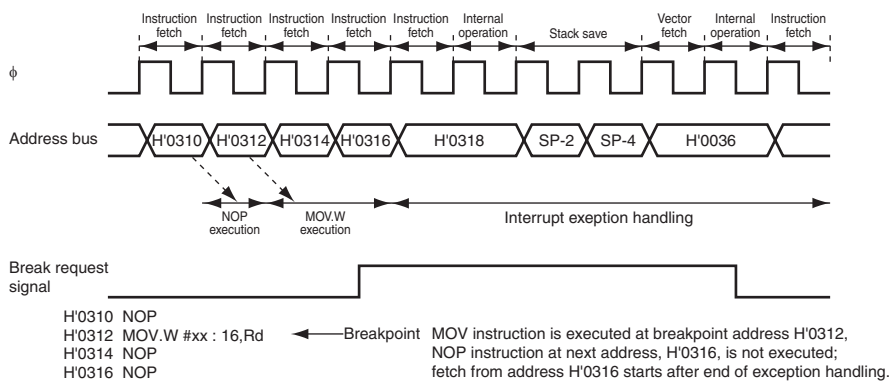 Instruction fetch
Instruction fetch
Instruction fetch
Instruction fetch
Instruction fetch
Internal operation
Stack save
Vector fetch
Internal operation
Instruction fetch
φ
Address bus
H'0310
H'0312
H'0314
H'0316
H'0318
SP-2
SP-4
H'0036
NOP execution
MOV.W execution
Interrupt exeption handling
Break request signal
H'0310 NOP
H'0312 MOV.W #xx : 16,Rd
H'0314 NOP
H'0316 NOP
Breakpoint
MOV instruction is executed at breakpoint address H'0312,
NOP instruction at next address, H'0316, is not executed;
fetch from address H'0316 starts after end of exception handling.